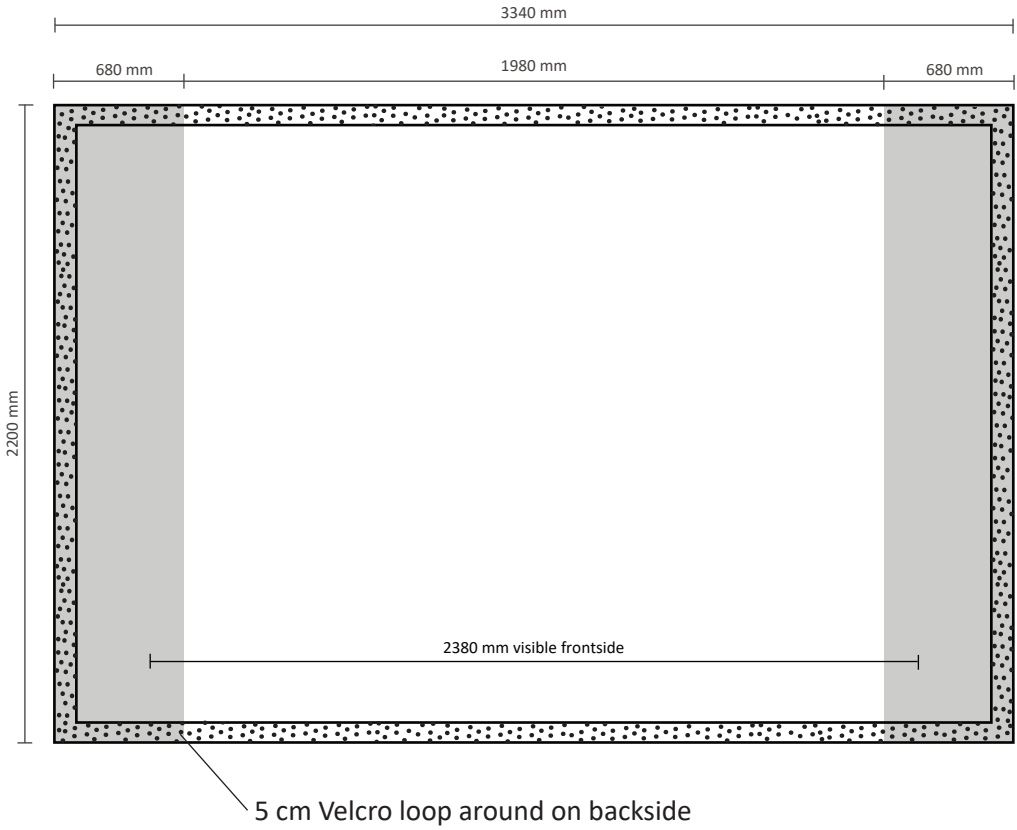 3340 mm
680 mm
1980 mm
680 mm
2200 mm
2380 mm visible frontside
5 cm Velcro loop around on backside